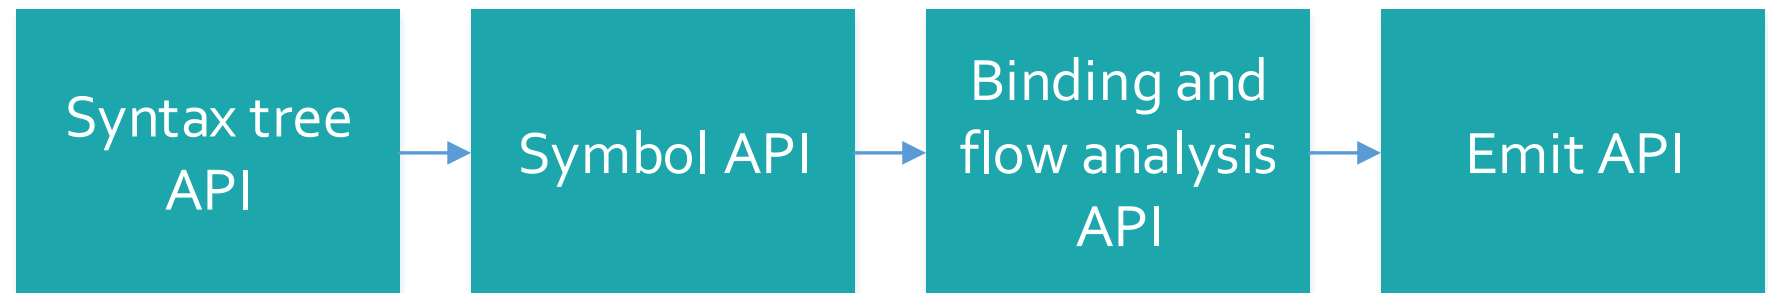 Syntax tree
API
Symbol API
Binding and
flow analysis
API
Emit API